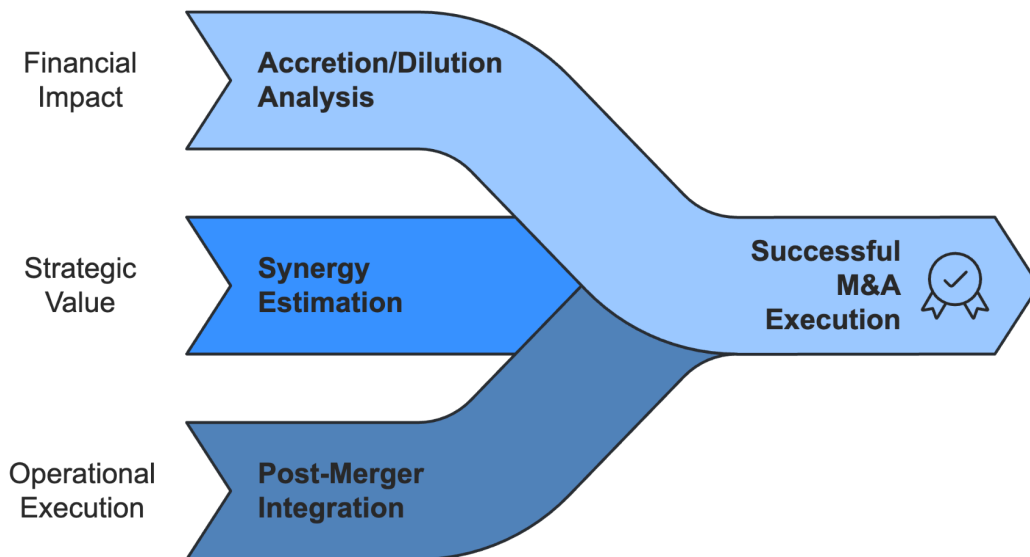 Financial
Impact
Accretion/Dilution
Analysis
Strategic
Value
Synergy
Estimation
Successful
M&A
Execution
Operational
Execution
Post-Merger
Integration